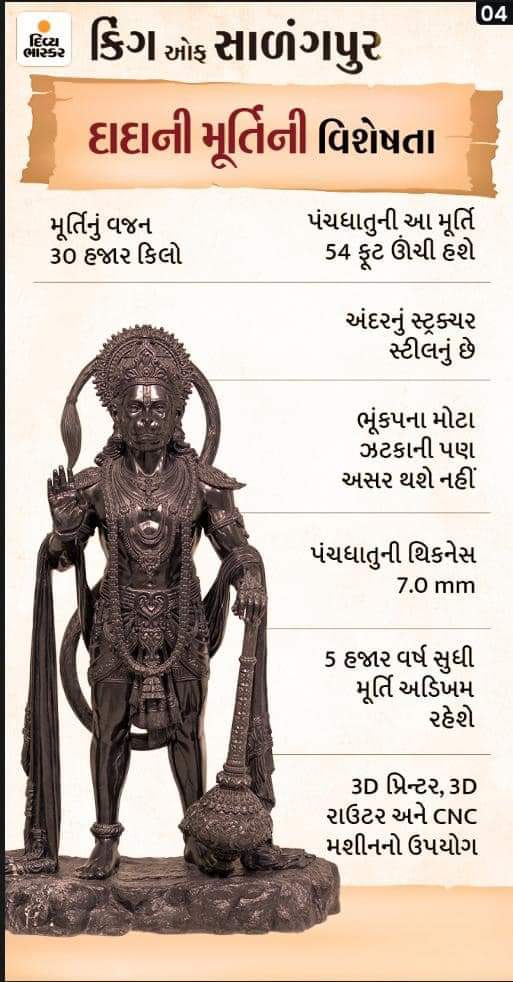 04
દિવ્ય
ભાસ્કર
કિંગ ઓફ સાળંગપુર
દાદાની મૂર્તિની વિશેષતા
મૂર્તિનું વજન
30 હજાર કિલો
પંચધાતુની આ મૂર્તિ
54 ફૂટ ઊંચી હશે
અંદરનું સ્ટ્રક્ચર
સ્ટીલનું છે
ભૂંકપના મોટા
ઝટકાની પણ
અસર થશે નહીં
પંચધાતુની થિકનેસ
7.0 mm
5 હજાર વર્ષ સુધી
મૂર્તિ અડિખમ
રહેશે
3D પ્રિન્ટર, 3D
રાઉટર અને CNC
મશીનનો ઉપયોગ